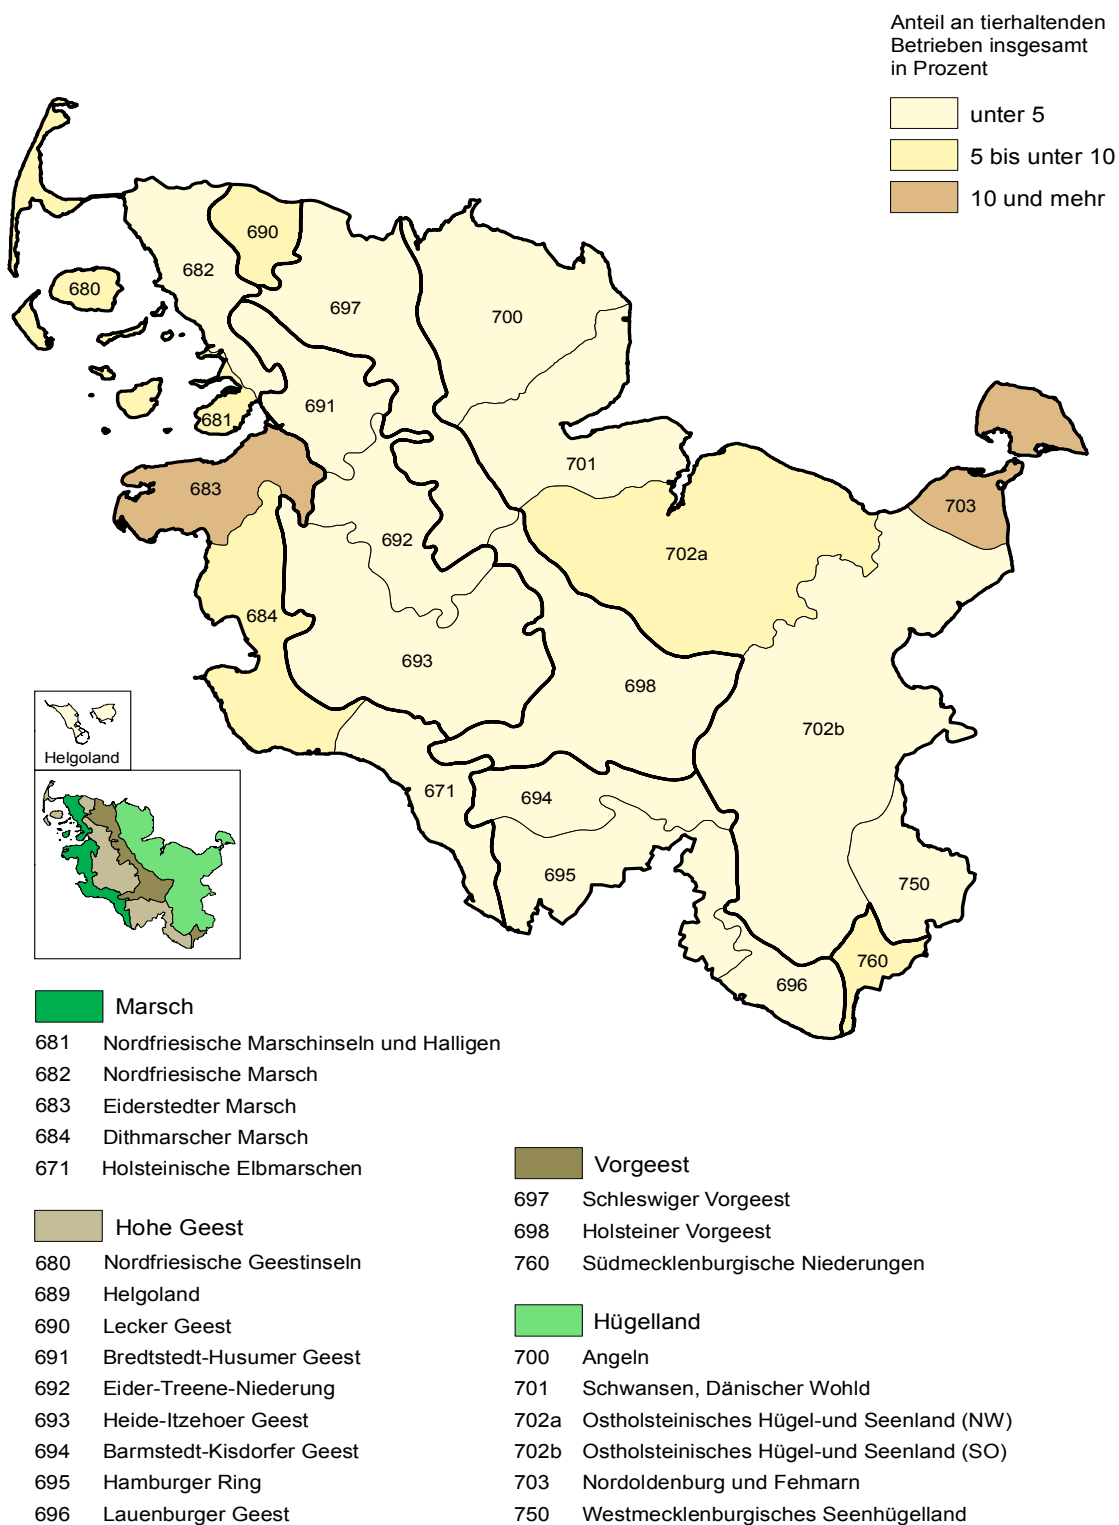 Anteil an tierhaltenden
Betrieben insgesamt
in Prozent
unter 5
5 bis unter 10
10 und mehr
690
682
680
697
700
691
681
701
683
703
692
702a
684
693
698
702b
Helgoland
671
694
695
750
760
696
Marsch
681 Nordfriesische Marschinseln und Halligen
682 Nordfriesische Marsch
683 Eiderstedter Marsch
684 Dithmarscher Marsch
671 Holsteinische Elbmarschen
Hohe Geest
680 Nordfriesische Geestinseln
689 Helgoland
690 Lecker Geest
691 Bredtstedt-Husumer Geest
692 Eider-Treene-Niederung
693 Heide-Itzehoer Geest
694 Barmstedt-Kisdorfer Geest
695 Hamburger Ring
696 Lauenburger Geest
Vorgeest
697 Schleswiger Vorgeest
698 Holsteiner Vorgeest
760 Südmecklenburgische Niederungen
Hügelland
700 Angeln
701 Schwansen, Dänischer Wohld
702a Ostholsteinisches Hügel-und Seenland (NW)
702b Ostholsteinisches Hügel-und Seenland (SO)
703 Nordoldenburg und Fehmarn
750 Westmecklenburgisches Seenhügelland